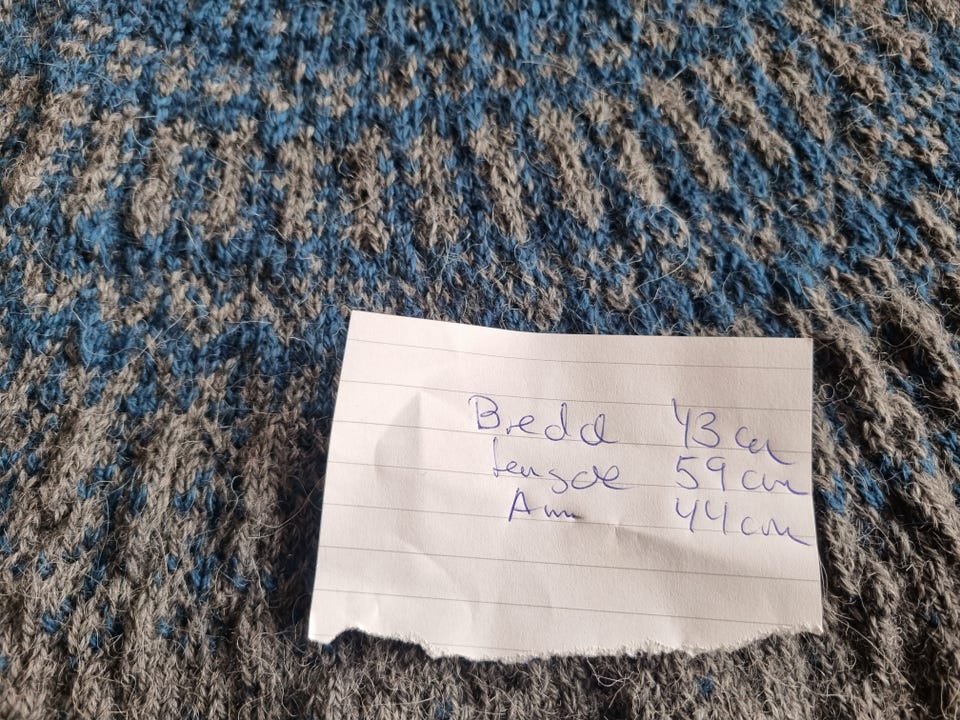 Bredd 43 cm
Lengde 59 cm
Arm 44 cm